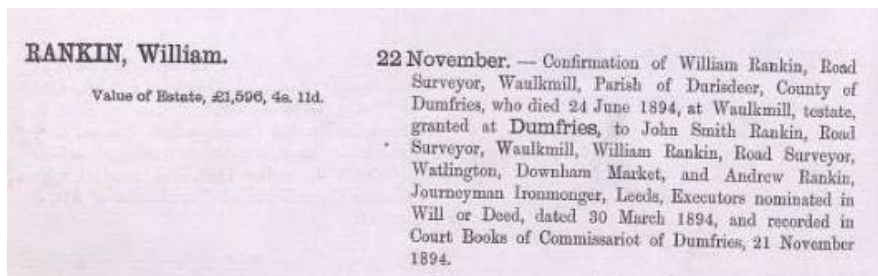 RANKIN, William.
Value of Estate, £1,596, 4s. 11d.
22 November. — Confirmation of William Rankin, Road
Surveyor, Waulkmill, Parish of Durisdeer, County of
Dumfries, who died 24 June 1894, at Waulkmill, testate,
granted at Dumfries, to John Smith Rankin, Road
Surveyor, Waulkmill, William Rankin, Road Surveyor,
Watlington, Downham Market, and Andrew Rankin,
Journeyman Ironmonger, Leeds, Executors nominated in
Will or Deed, dated 30 March 1894, and recorded in
Court Books of Commissariot of Dumfries, 21 November
1894.